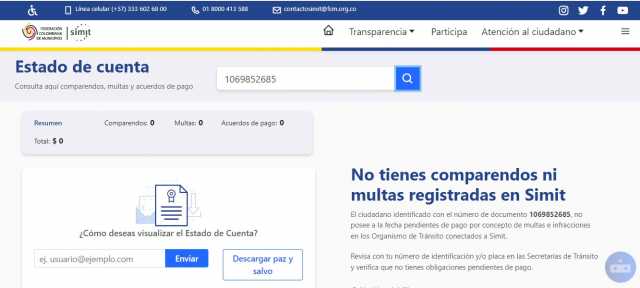 Línea celular (+57) 333 602 68 00
01 8000 413 588
contactosimit@fcm.org.co
FEDERACIÓN
COLOMBIANA
DE MUNICIPIOS
simit
Transparencia
Participa
Atención al ciudadano
Estado de cuenta
Consulta aquí comparendos, multas y acuerdos de pago
1069852685
Resumen
Comparendos: 0
Multas: 0
Acuerdos de pago: 0
Total: $ 0
¿Cómo deseas visualizar el Estado de Cuenta?
ej. usuario@ejemplo.com
Enviar
Descargar paz y
salvo
No tienes comparendos ni
multas registradas en Simit
El ciudadano identificado con el número de documento 1069852685, no
posee a la fecha pendientes de pago por concepto de multas e infracciones
en los Organismo de Tránsito conectados a Simit.
Revisa con tu número de identificación y/o placa en las Secretarias de Tránsito
y verifica que no tienes obligaciones pendientes de pago.